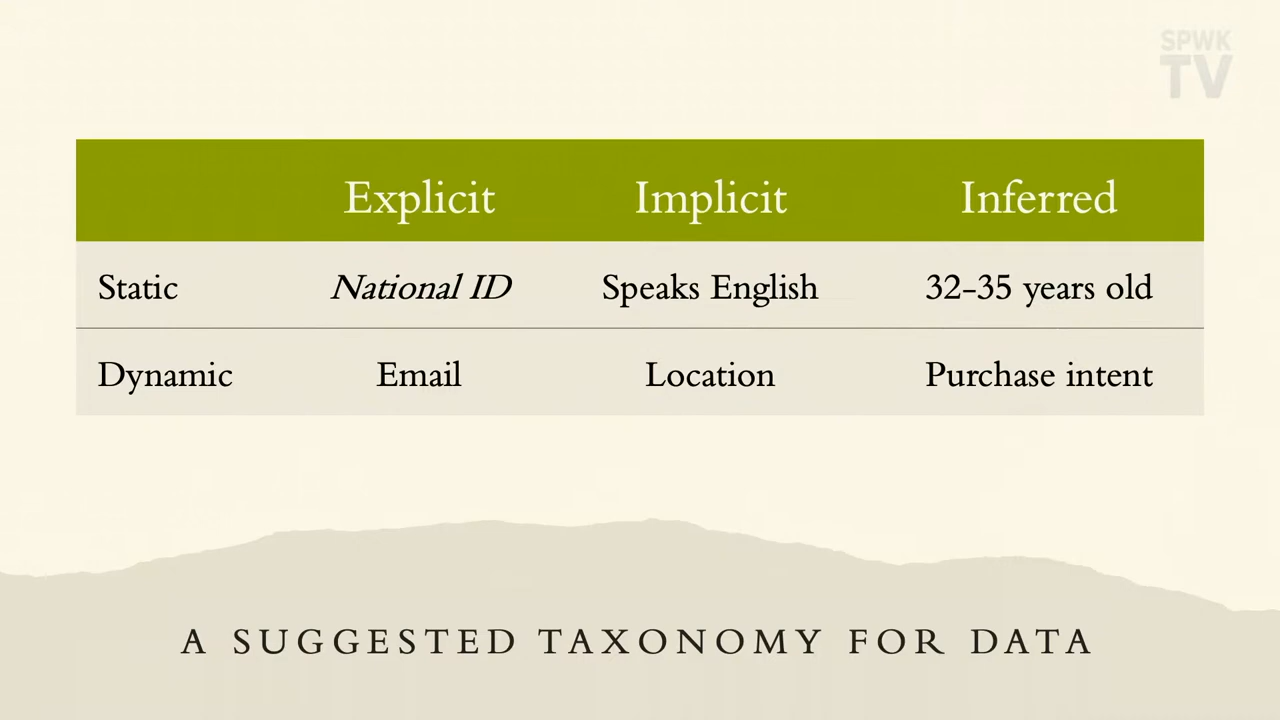 SPWK
TV
Explicit Implicit Inferred
Static National ID Speaks English 32-35 years old
Dynamic Email Location Purchase intent
A SUGGESTED TAXONOMY FOR DATA